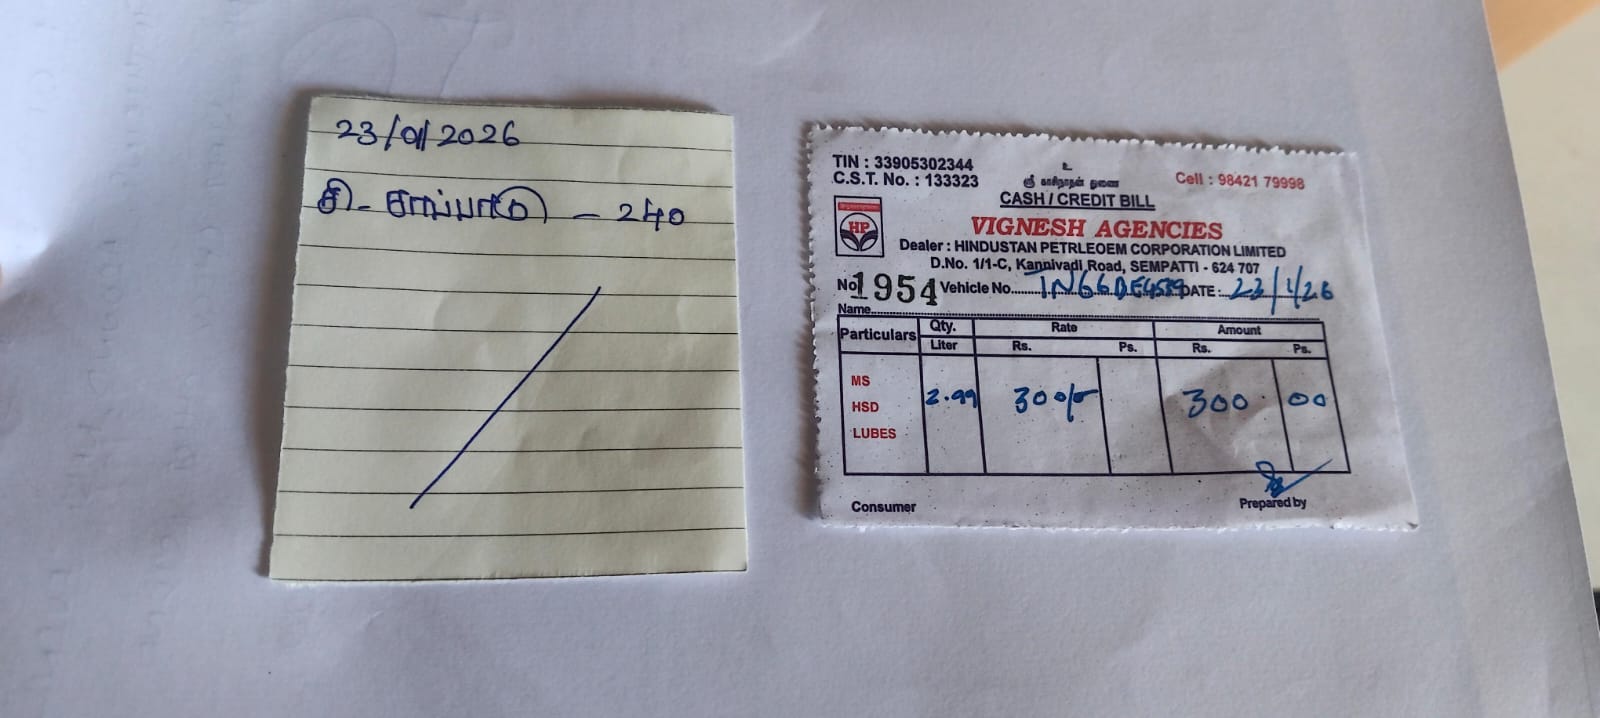 23/01/2026
சி. சாப்பாடு - 240
TIN : 33905302344
C.S.T. No. : 133323
உ
ஸ்ரீ காசிநாதன் துணை
Cell : 98421 79998
CASH / CREDIT BILL
HP
VIGNESH AGENCIES
Dealer : HINDUSTAN PETRLEOEM CORPORATION LIMITED
D.No. 1/1-C, Kannivadi Road, SEMPATTI - 624 707
No. 1954 Vehicle No. TN66BE4589 DATE : 23/1/26
Name
Particulars Qty. Liter Rate Rs. Ps. Amount Rs. Ps.
MS
HSD 2.99 300/- 300 00
LUBES
Consumer Prepared by